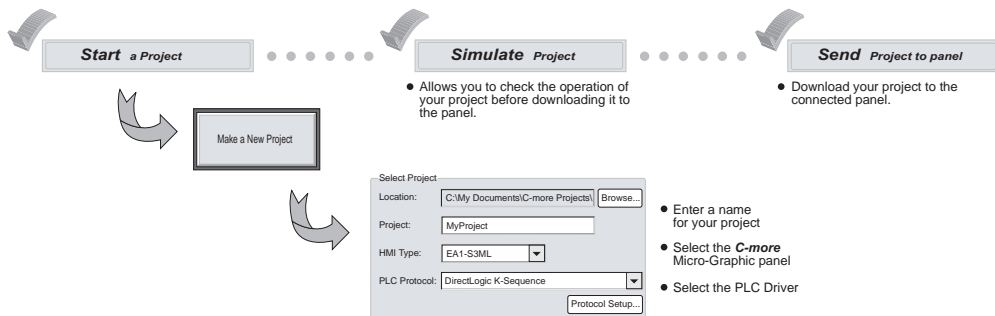 Start a Project
Simulate Project
Send Project to panel
• Allows you to check the operation of
your project before downloading it to
the panel.
• Download your project to the
connected panel.
Make a New Project
Select Project
Location: C:\My Documents\C-more Projects\ Browse...
Project: MyProject
HMI Type: EA1-S3ML
PLC Protocol: DirectLogic K-Sequence
Protocol Setup...
• Enter a name
for your project
• Select the C-more
Micro-Graphic panel
• Select the PLC Driver